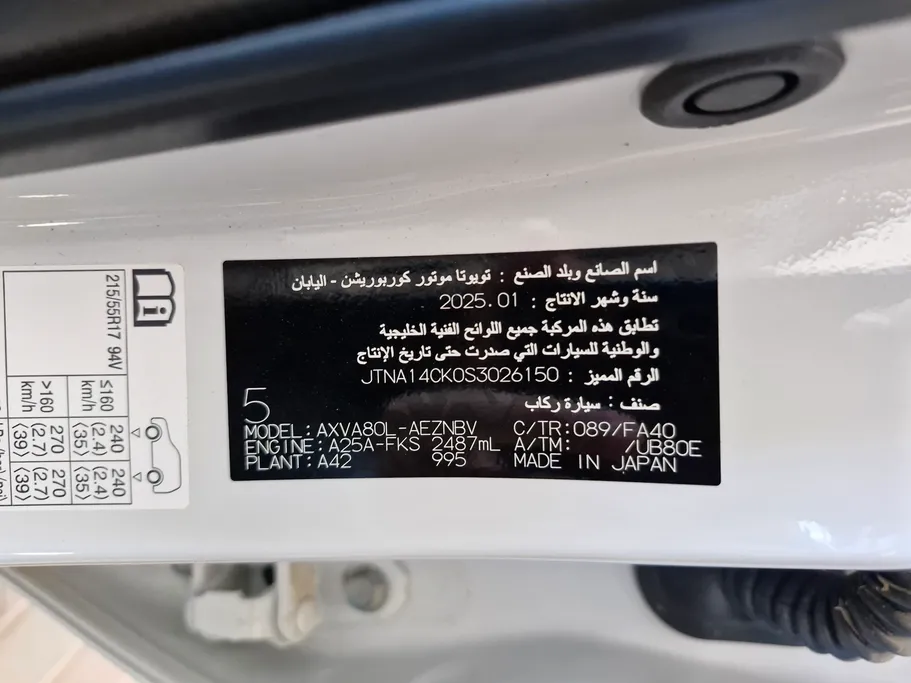 اسم الصانع وبلد الصنع : تويوتا موتور كوربوريشن - اليابان
سنة وشهر الانتاج : 2025.01
تطابق هذه المركبة جميع اللوائح الفنية الخليجية
والوطنية للسيارات التي صدرت حتى تاريخ الإنتاج
الرقم المميز : JTNA14CK0S3026150
صنف : سيارة ركاب
5
MODEL:AXVA80L-AEZNBV C/TR:089/FA40
ENGINE:A25A-FKS 2487mL A/TM: /UB80E
PLANT:A42 995 MADE IN JAPAN
215/55R17 94V
≤160 km/h
>160 km/h
240 (2.4) (35)
270 (2.7) (39)
240 (2.4) (35)
270 (2.7) (39)